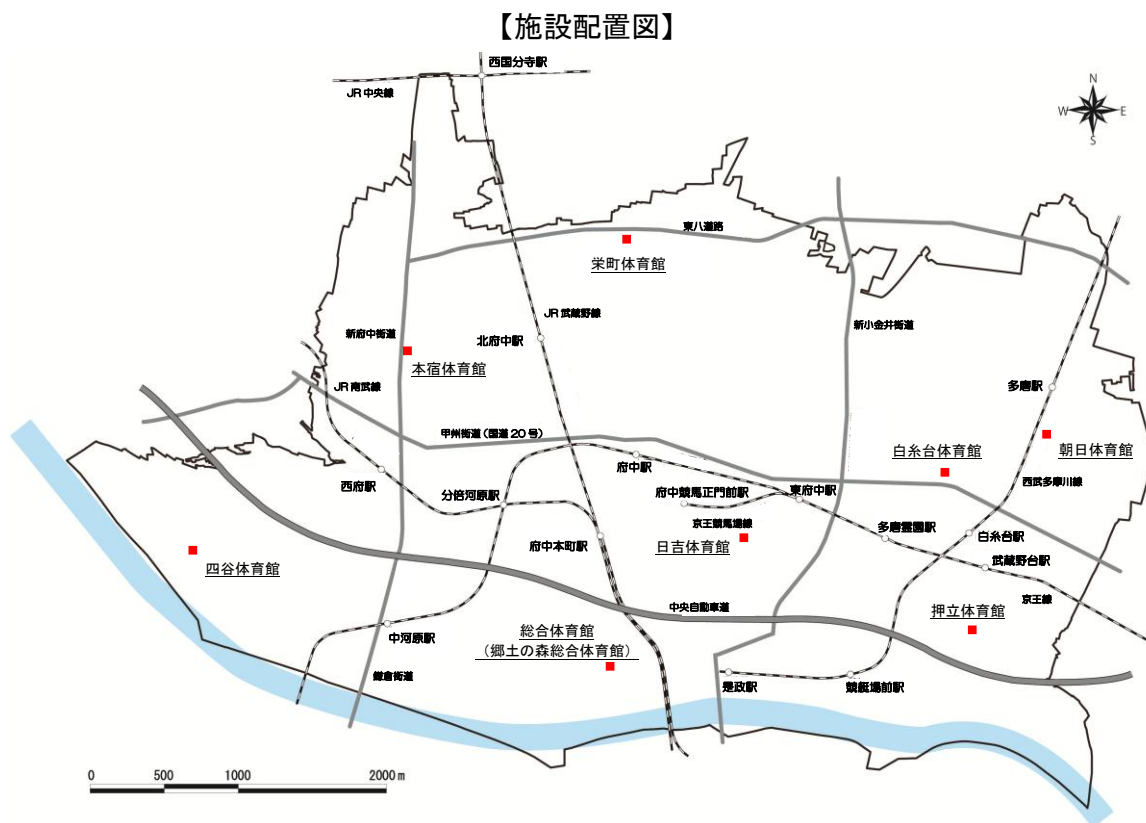 【施設配置図】
西国分寺駅
JR 中央線
N
W
E
S
東八道路
栄町体育館
JR 武蔵野線
新府中街道
北府中駅
新小金井街道
本宿体育館
JR 南武線
多磨駅
甲州街道(国道20号)
朝日体育館
白糸台体育館
府中駅
西府駅
分倍河原駅
府中競馬正門前駅
東府中駅
西武多摩川線
京王競馬場線
多磨霊園駅
白糸台駅
府中本町駅
日吉体育館
武蔵野台駅
四谷体育館
京王線
中央自動車道
押立体育館
中河原駅
総合体育館
(郷土の森総合体育館)
鎌倉街道
是政駅
競艇場前駅
0 500 1000 2000 m